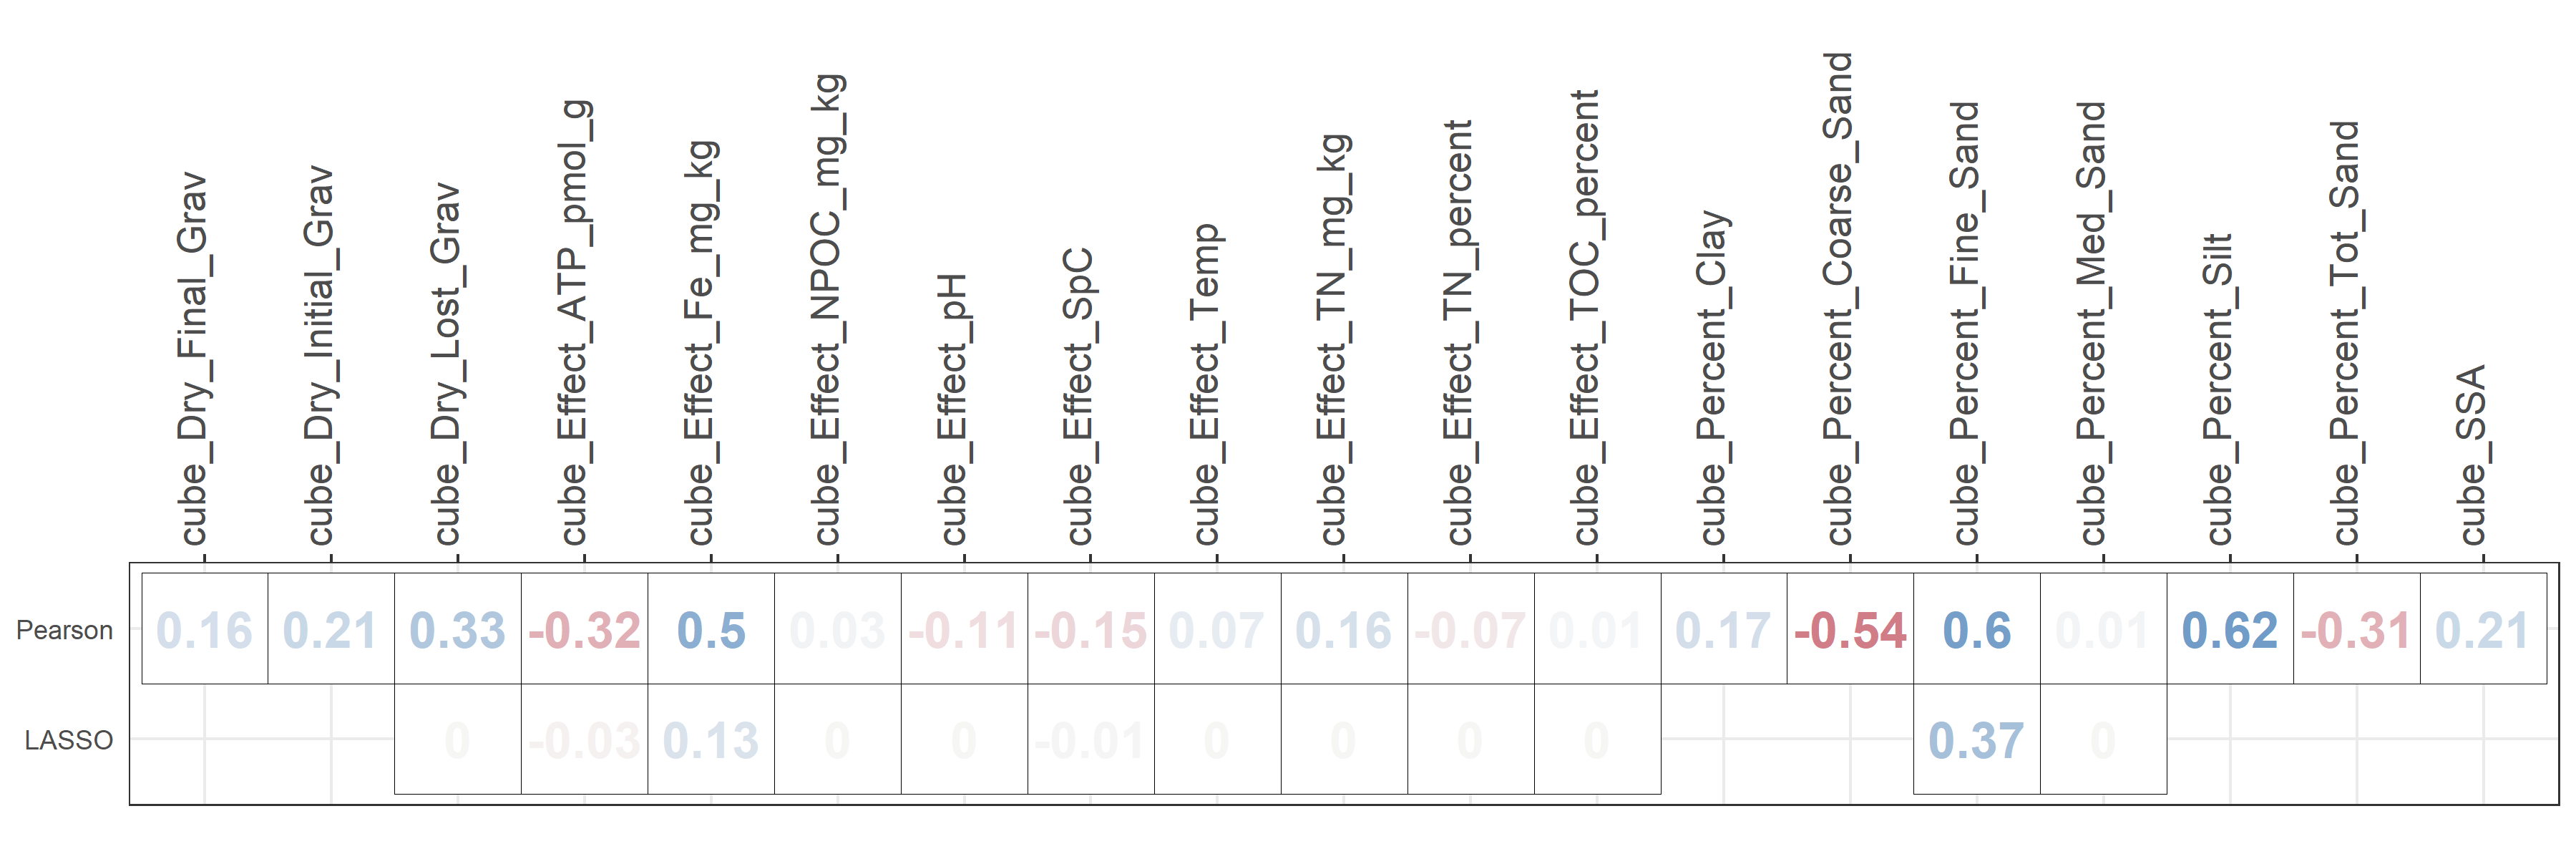 cube_Dry_Final_Grav
cube_Dry_Initial_Grav
cube_Dry_Lost_Grav
cube_Effect_ATP_pmol_g
cube_Effect_Fe_mg_kg
cube_Effect_NPOC_mg_kg
cube_Effect_pH
cube_Effect_SpC
cube_Effect_Temp
cube_Effect_TN_mg_kg
cube_Effect_TN_percent
cube_Effect_TOC_percent
cube_Percent_Clay
cube_Percent_Coarse_Sand
cube_Percent_Fine_Sand
cube_Percent_Med_Sand
cube_Percent_Silt
cube_Percent_Tot_Sand
cube_SSA
Pearson 0.16 0.21 0.33 -0.32 0.5 0.03 -0.11 -0.15 0.07 0.16 -0.07 0.01 0.17 -0.54 0.6 0.01 0.62 -0.31 0.21
LASSO 0 -0.03 0.13 0 0 -0.01 0 0 0 0 0.37 0